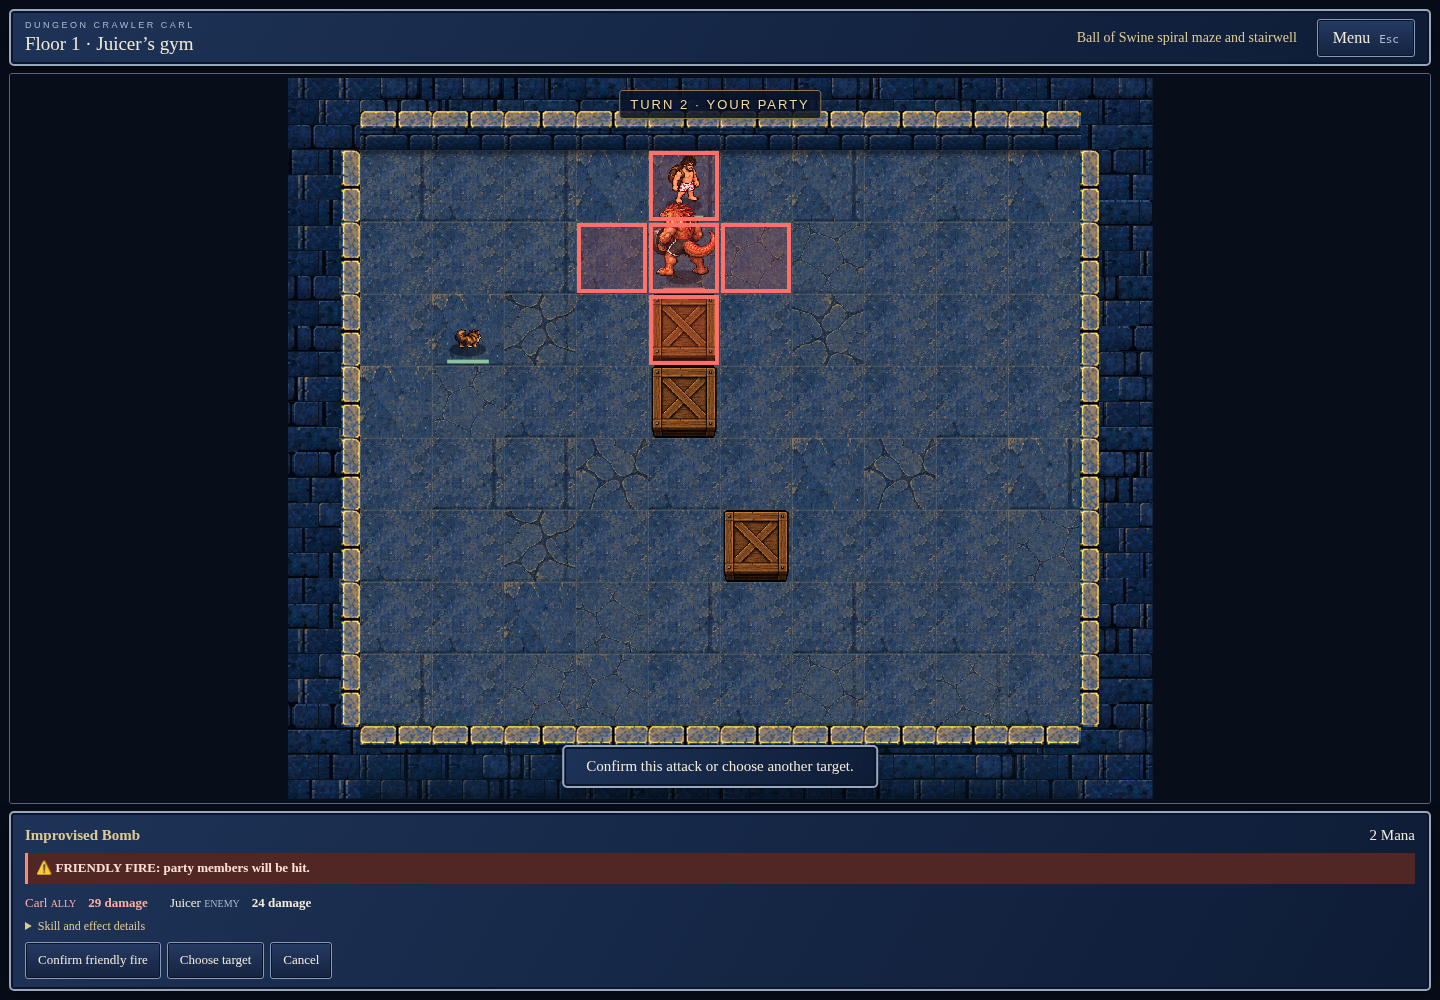 DUNGEON CRAWLER CARL
Floor 1 · Juicer’s gym
Ball of Swine spiral maze and stairwell
Menu Esc
TURN 2 · YOUR PARTY
Confirm this attack or choose another target.
Improvised Bomb
2 Mana
⚠️ FRIENDLY FIRE: party members will be hit.
Carl ALLY 29 damage Juicer ENEMY 24 damage
▶ Skill and effect details
Confirm friendly fire Choose target Cancel